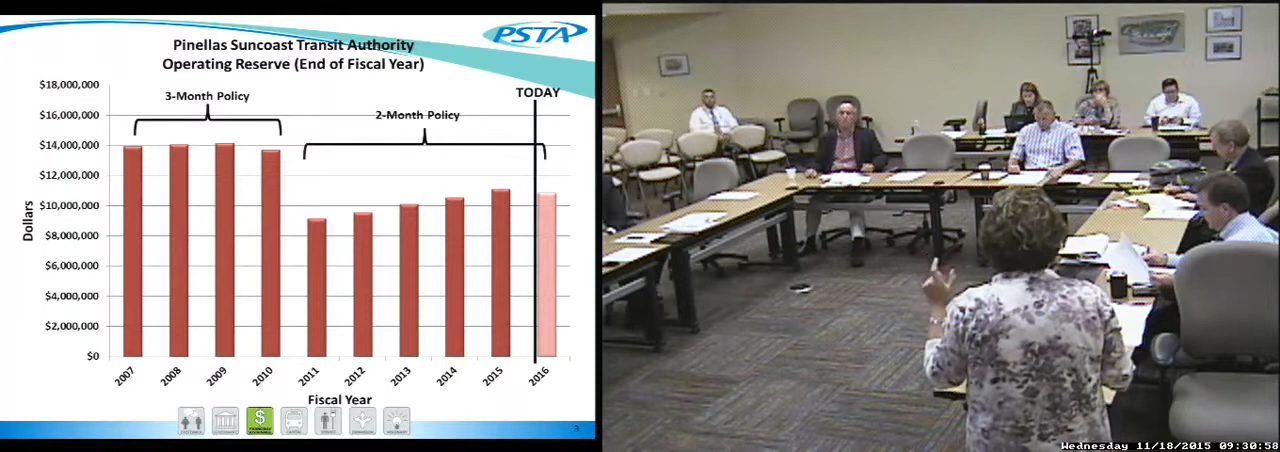 PSTA
Pinellas Suncoast Transit Authority
Operating Reserve (End of Fiscal Year)
TODAY
3-Month Policy
2-Month Policy
$18,000,000
$16,000,000
$14,000,000
$12,000,000
$10,000,000
$8,000,000
$6,000,000
$4,000,000
$2,000,000
$0
Dollars
2007 2008 2009 2010 2011 2012 2013 2014 2015 2016
Fiscal Year
$
3
Wednesday 11/18/2015 09:30:58